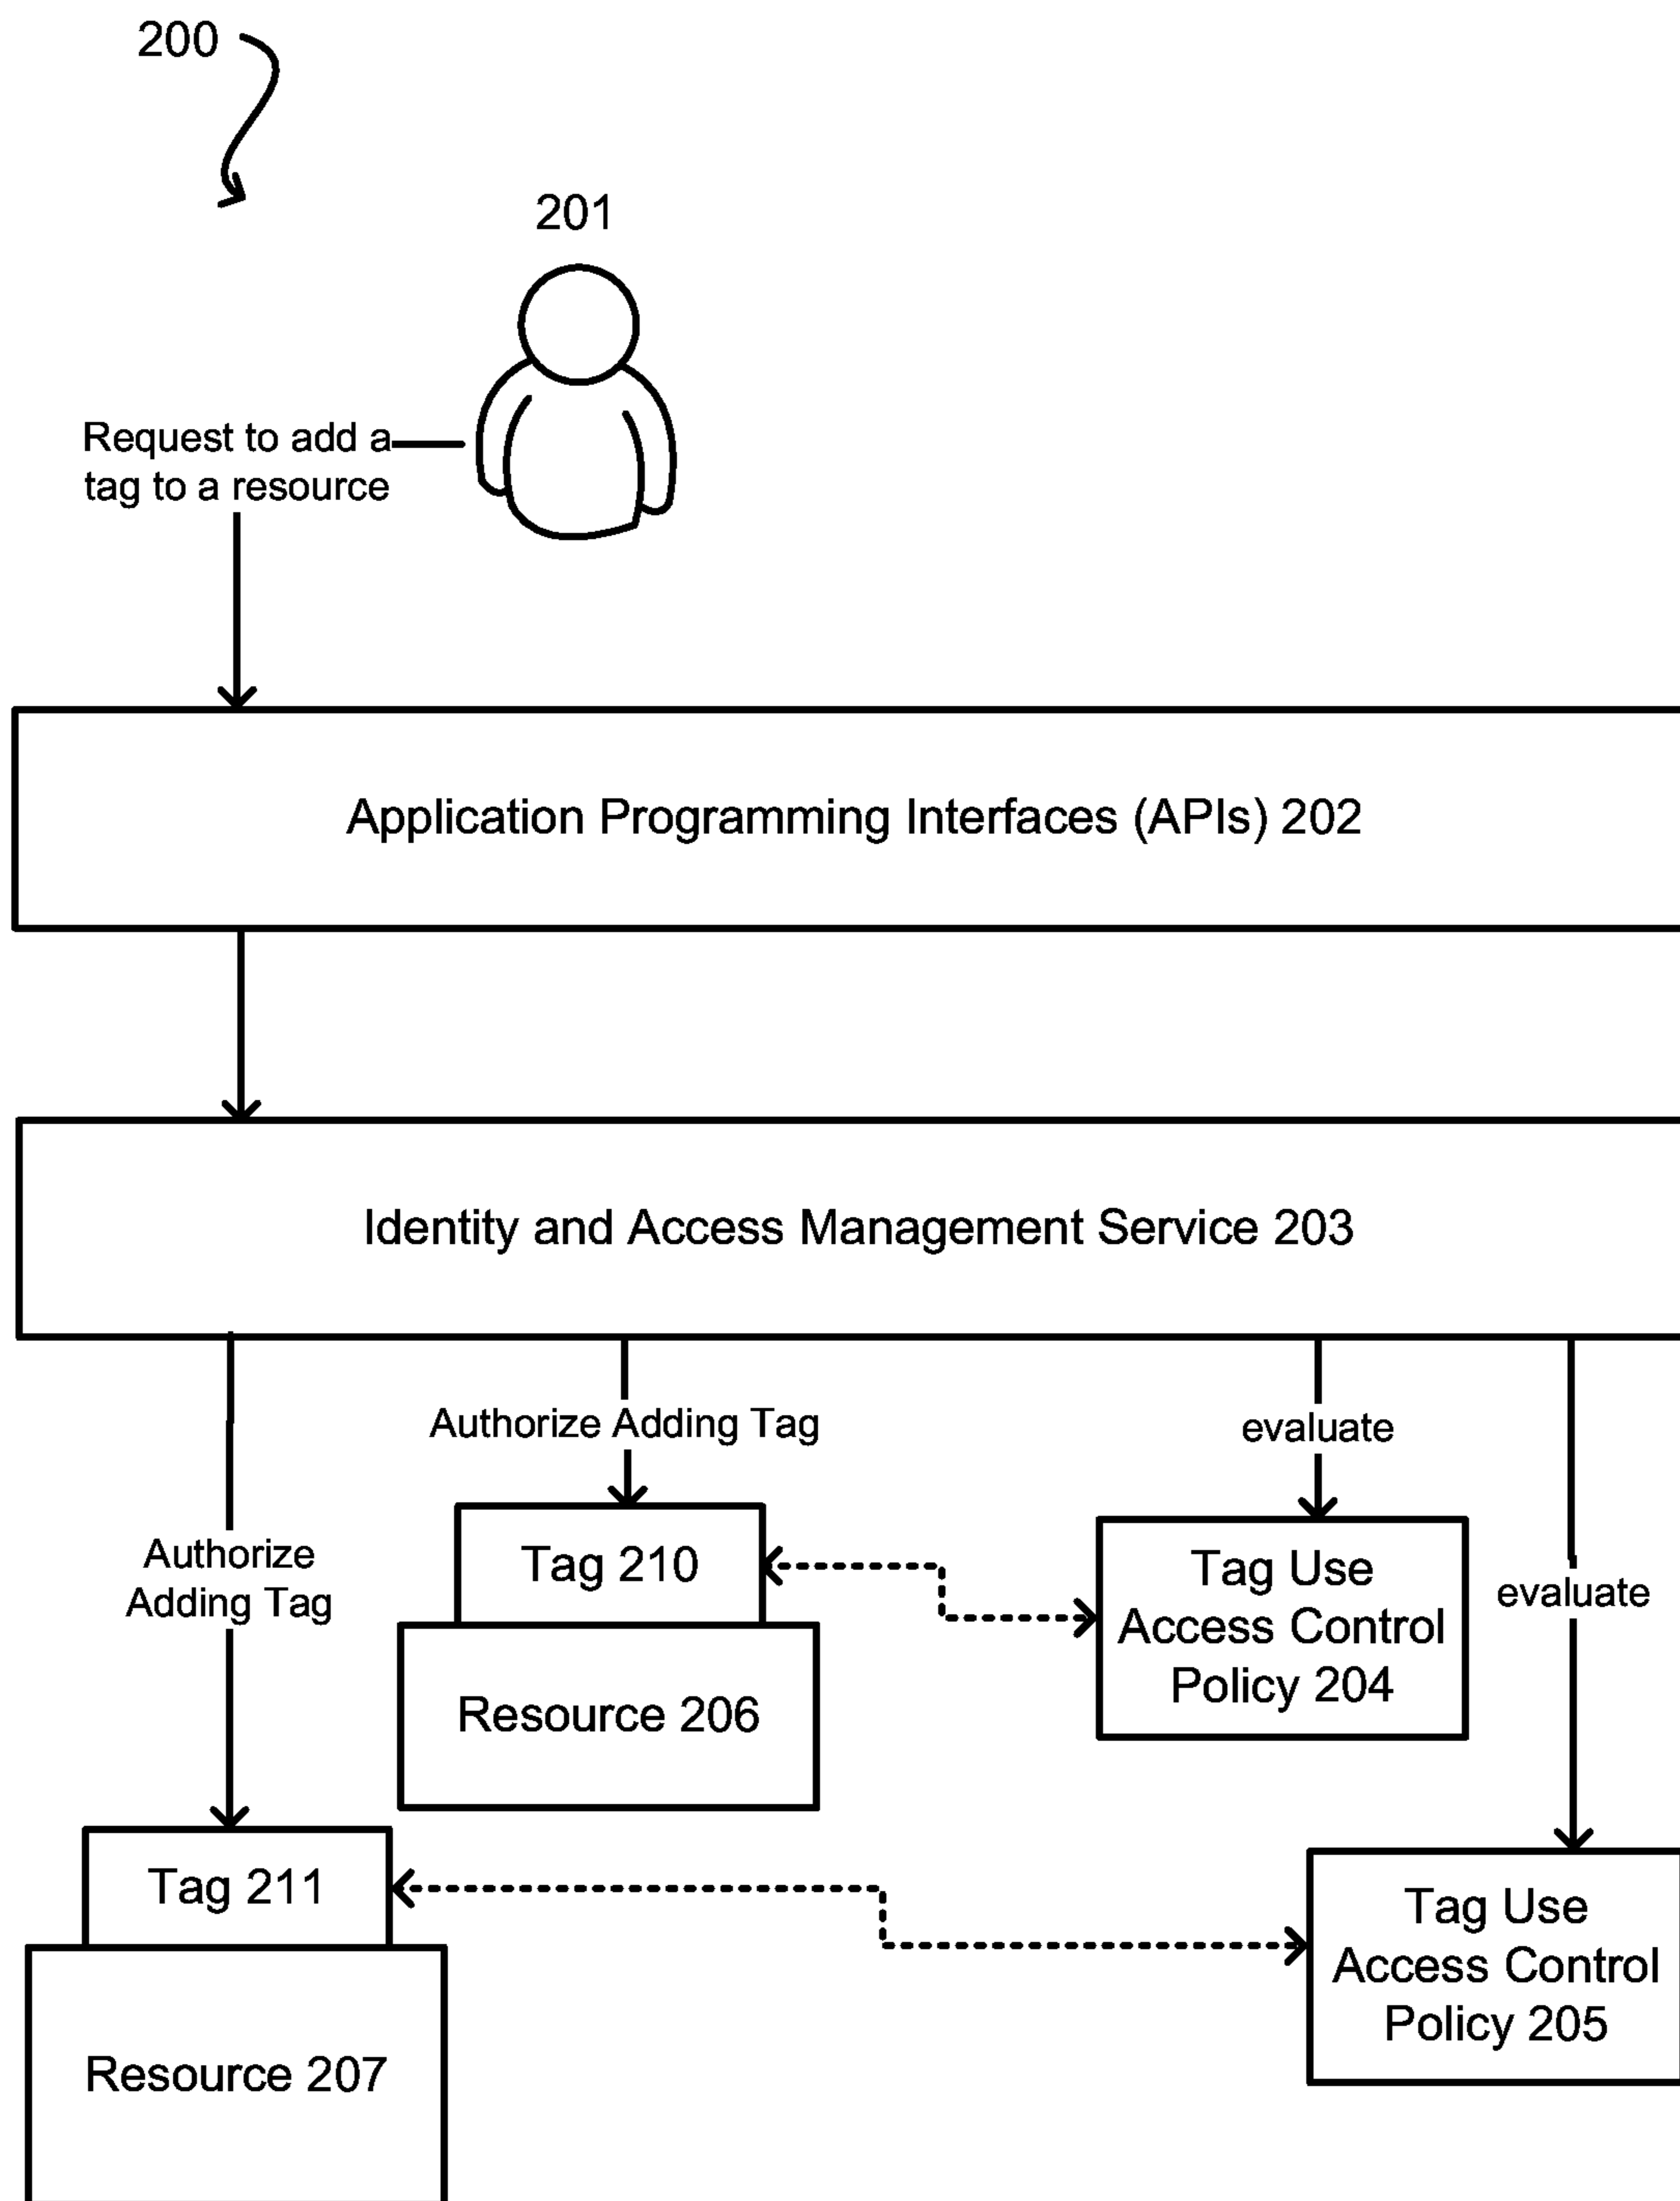 200
201
Request to add a
tag to a resource
Application Programming Interfaces (APIs) 202
Identity and Access Management Service 203
Authorize Adding Tag
evaluate
Authorize
Adding Tag
evaluate
Tag 210
Tag Use
Access Control
Policy 204
Resource 206
Tag 211
Tag Use
Access Control
Policy 205
Resource 207